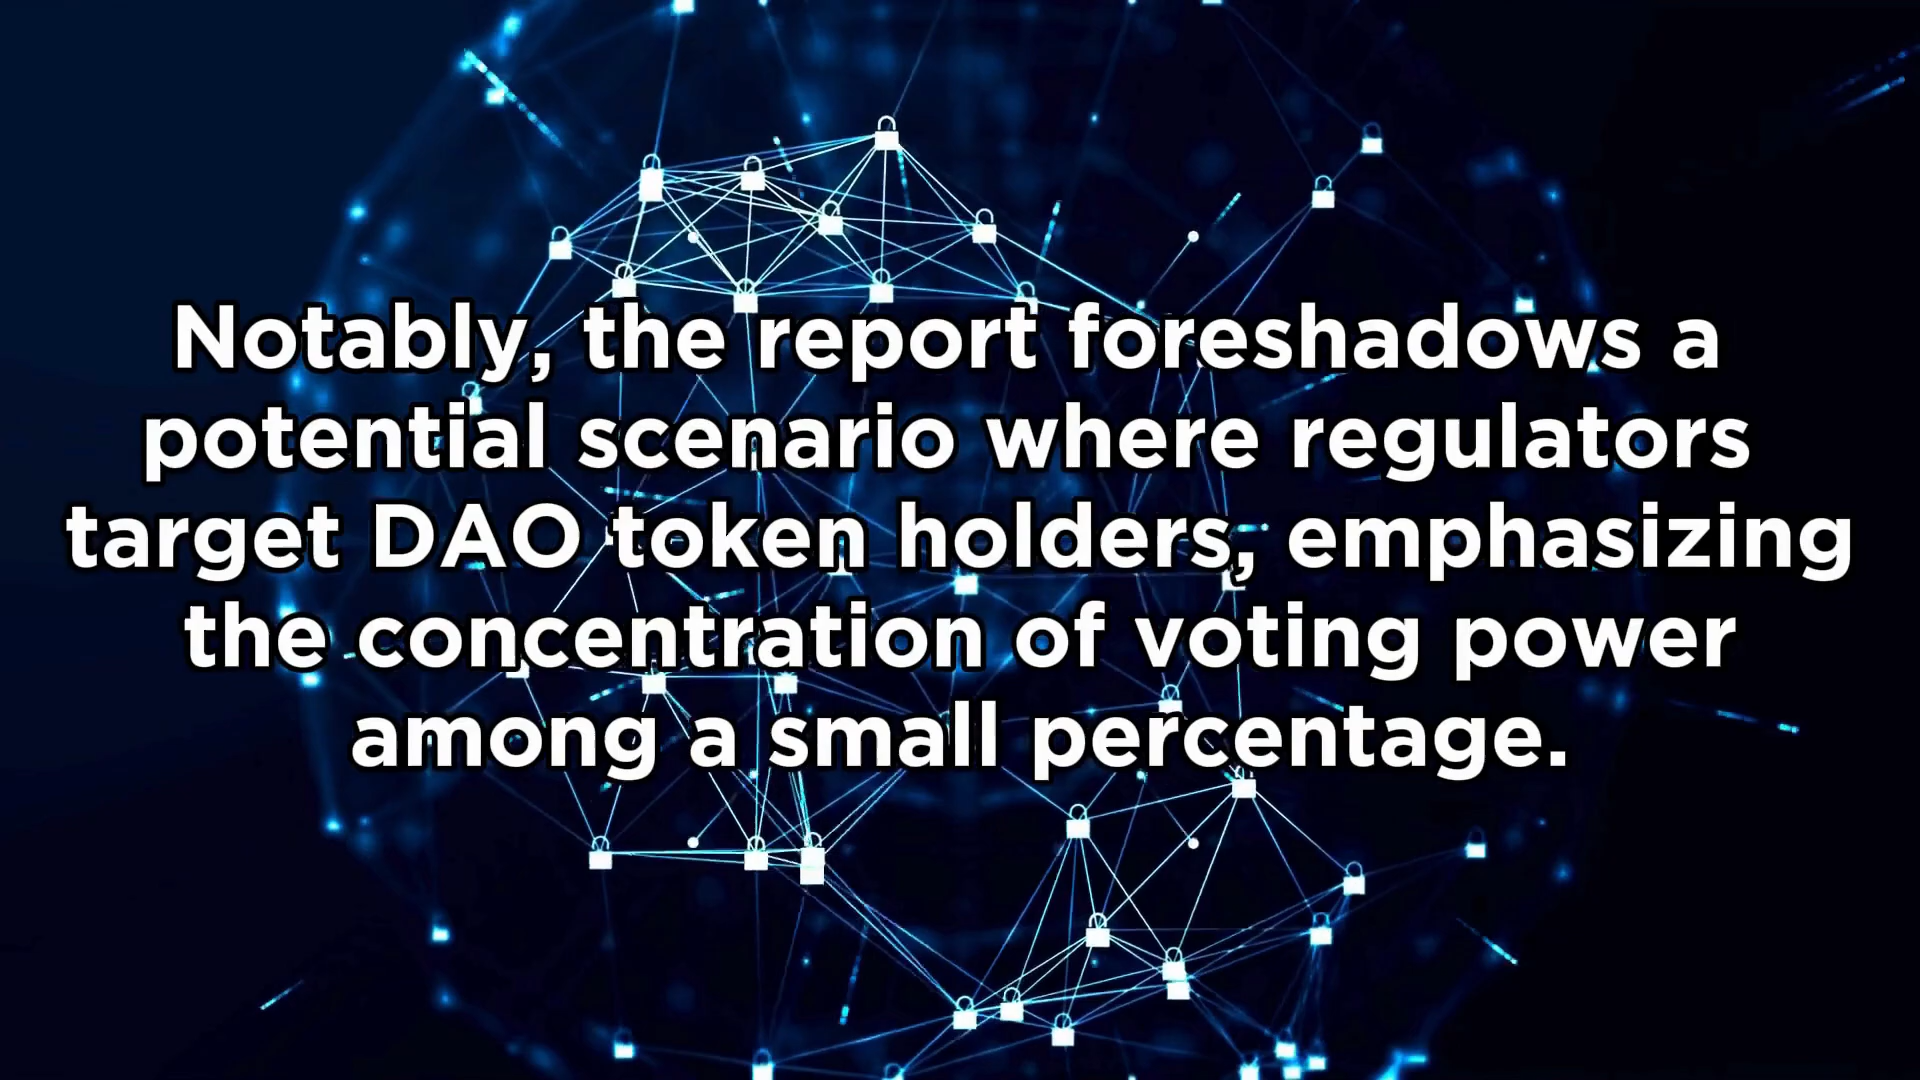 Notably, the report foreshadows a
potential scenario where regulators
target DAO token holders, emphasizing
the concentration of voting power
among a small percentage.